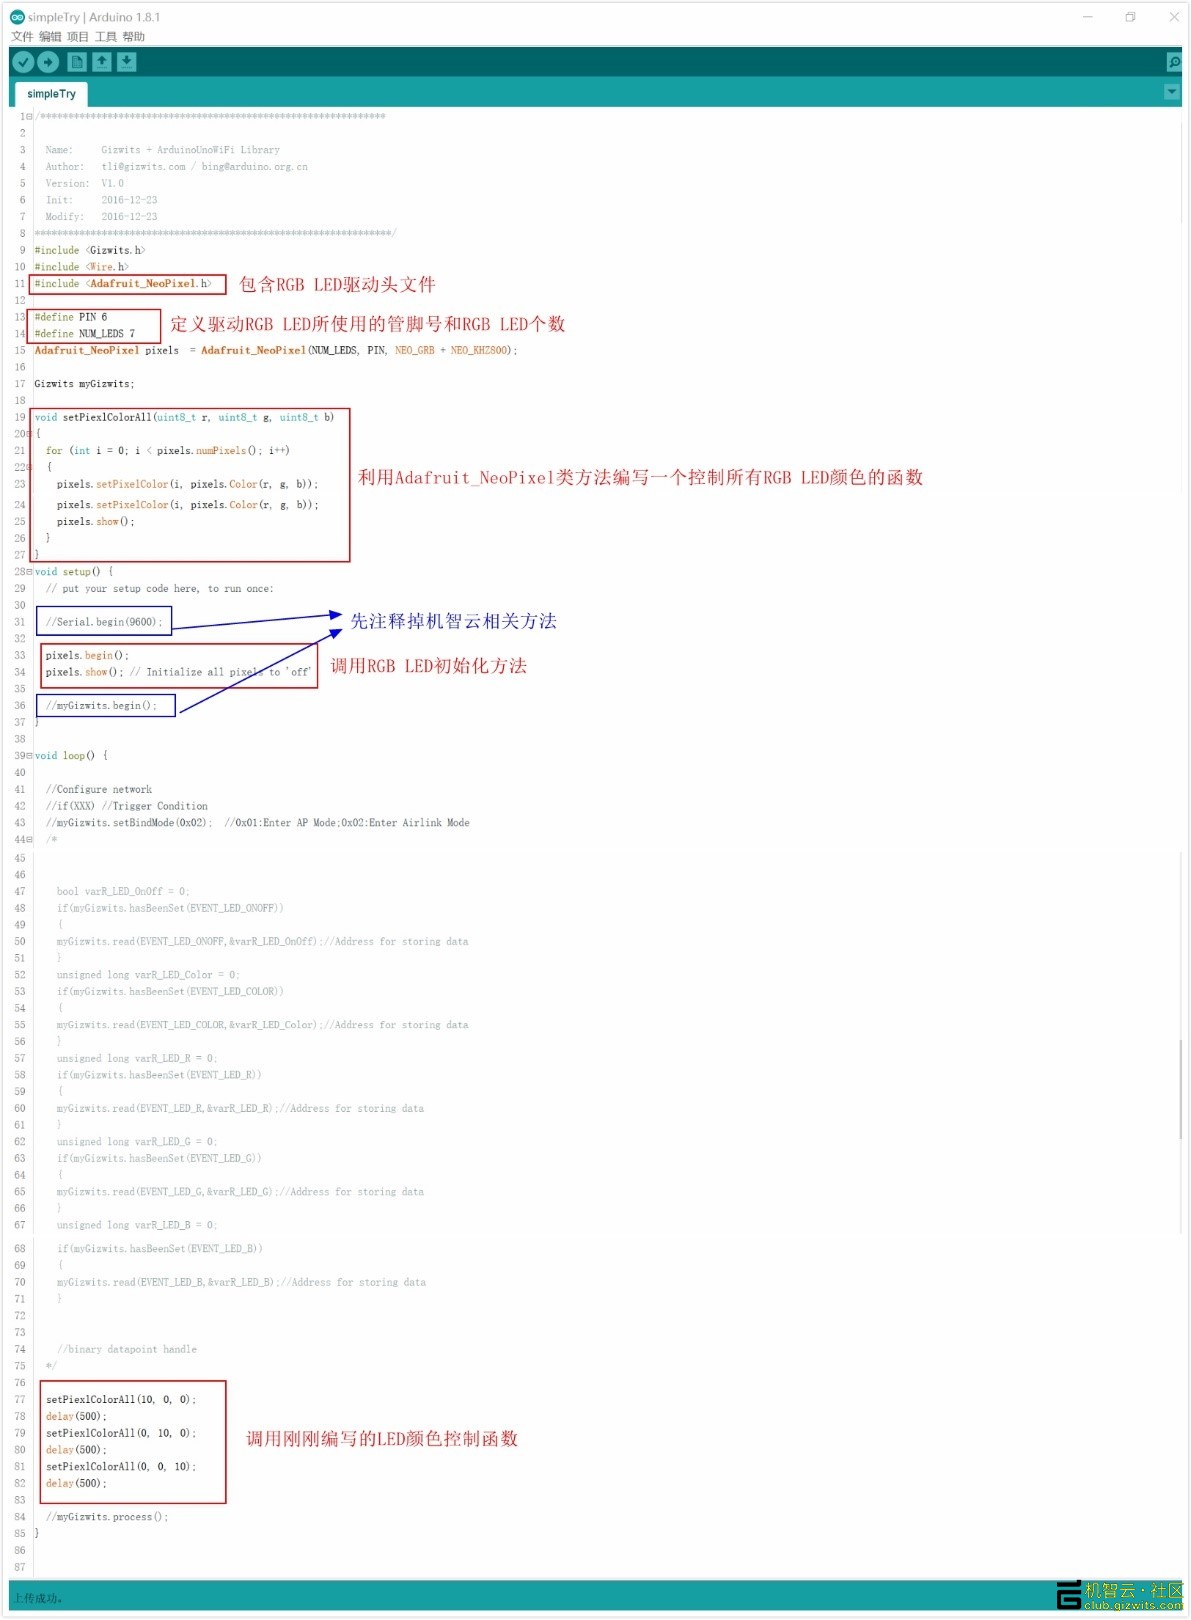 simpleTry | Arduino 1.8.1
文件 编辑 项目 工具 帮助
simpleTry
1 /**************************************************************
2
3 Name: Gizwits + ArduinoUnoWiFi Library
4 Author: tli@gizwits.com / bing@arduino.org.cn
5 Version: V1.0
6 Init: 2016-12-23
7 Modify: 2016-12-23
8 ****************************************************************/
9 #include <Gizwits.h>
10 #include <Wire.h>
11 #include <Adafruit_NeoPixel.h> 包含RGB LED驱动头文件
12
13 #define PIN 6
定义驱动RGB LED所使用的管脚号和RGB LED个数
14 #define NUM_LEDS 7
15 Adafruit_NeoPixel pixels = Adafruit_NeoPixel(NUM_LEDS, PIN, NEO_GRB + NEO_KHZ800);
16
17 Gizwits myGizwits;
18
19 void setPiexlColorAll(uint8_t r, uint8_t g, uint8_t b)
20 {
21 for (int i = 0; i < pixels.numPixels(); i++)
22 {
23 pixels.setPixelColor(i, pixels.Color(r, g, b));
利用Adafruit_NeoPixel类方法编写一个控制所有RGB LED颜色的函数
24 pixels.setPixelColor(i, pixels.Color(r, g, b));
25 pixels.show();
26 }
27 }
28 void setup() {
29 // put your setup code here, to run once:
30
31 //Serial.begin(9600); 先注释掉机智云相关方法
32
33 pixels.begin();
34 pixels.show(); // Initialize all pixels to 'off' 调用RGB LED初始化方法
35
36 //myGizwits.begin();
37 }
38
39 void loop() {
40
41 //Configure network
42 //if(XXX) //Trigger Condition
43 //myGizwits.setBindMode(0x02); //0x01:Enter AP Mode;0x02:Enter Airlink Mode
44 /*
45
46
47 bool varR_LED_OnOff = 0;
48 if(myGizwits.hasBeenSet(EVENT_LED_ONOFF))
49 {
50 myGizwits.read(EVENT_LED_ONOFF,&varR_LED_OnOff);//Address for storing data
51 }
52 unsigned long varR_LED_Color = 0;
53 if(myGizwits.hasBeenSet(EVENT_LED_COLOR))
54 {
55 myGizwits.read(EVENT_LED_COLOR,&varR_LED_Color);//Address for storing data
56 }
57 unsigned long varR_LED_R = 0;
58 if(myGizwits.hasBeenSet(EVENT_LED_R))
59 {
60 myGizwits.read(EVENT_LED_R,&varR_LED_R);//Address for storing data
61 }
62 unsigned long varR_LED_G = 0;
63 if(myGizwits.hasBeenSet(EVENT_LED_G))
64 {
65 myGizwits.read(EVENT_LED_G,&varR_LED_G);//Address for storing data
66 }
67 unsigned long varR_LED_B = 0;
68 if(myGizwits.hasBeenSet(EVENT_LED_B))
69 {
70 myGizwits.read(EVENT_LED_B,&varR_LED_B);//Address for storing data
71 }
72
73
74 //binary datapoint handle
75 */
76
77 setPiexlColorAll(10, 0, 0);
78 delay(500);
79 setPiexlColorAll(0, 10, 0);
调用刚刚编写的LED颜色控制函数
80 delay(500);
81 setPiexlColorAll(0, 0, 10);
82 delay(500);
83
84 //myGizwits.process();
85 }
86
87
上传成功。
机智云·社区
club.gizwits.com